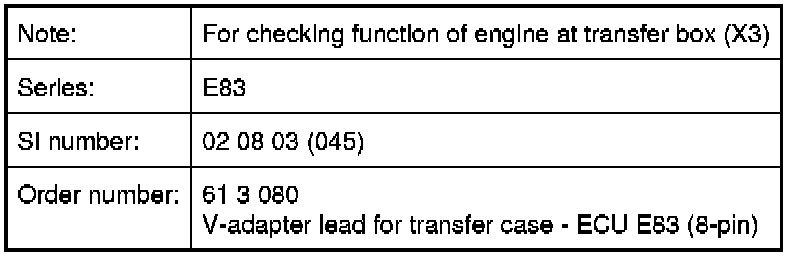 Note: For checking function of engine at transfer box (X3)
Series: E83
SI number: 02 08 03 (045)
Order number: 61 3 080
V-adapter lead for transfer case - ECU E83 (8-pin)